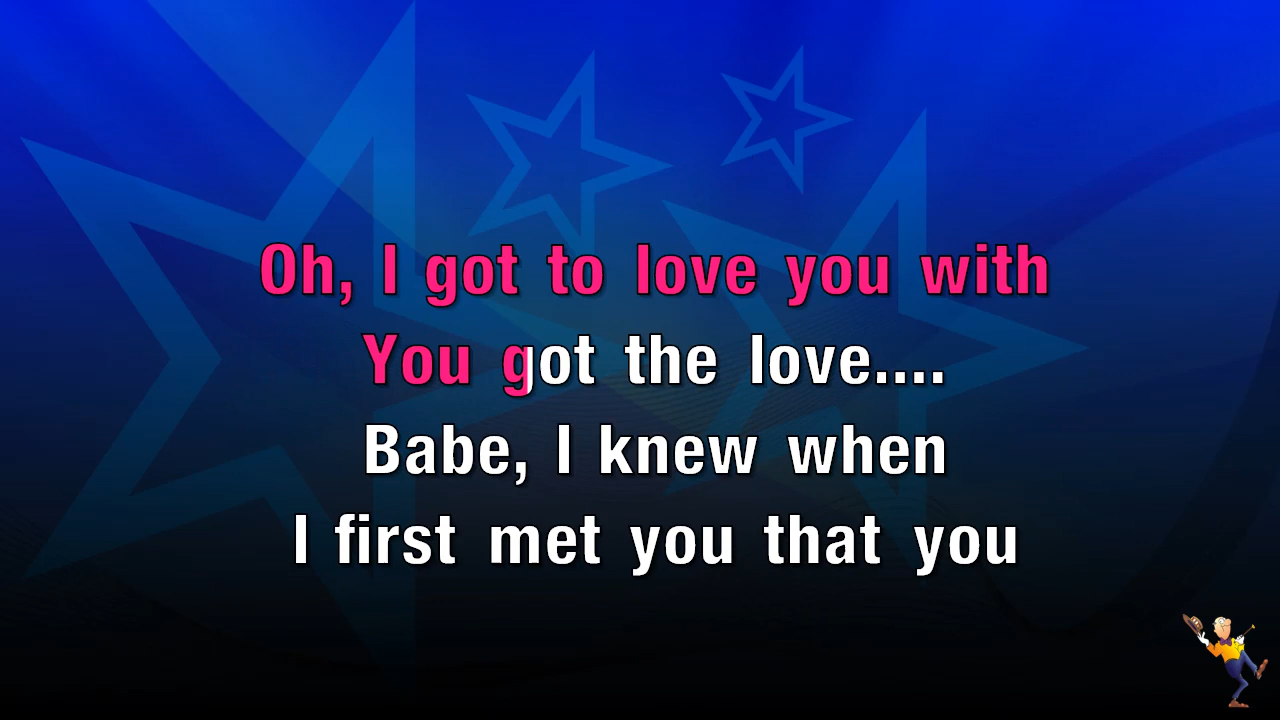 Oh, I got to love you with
You got the love....
Babe, I knew when
I first met you that you